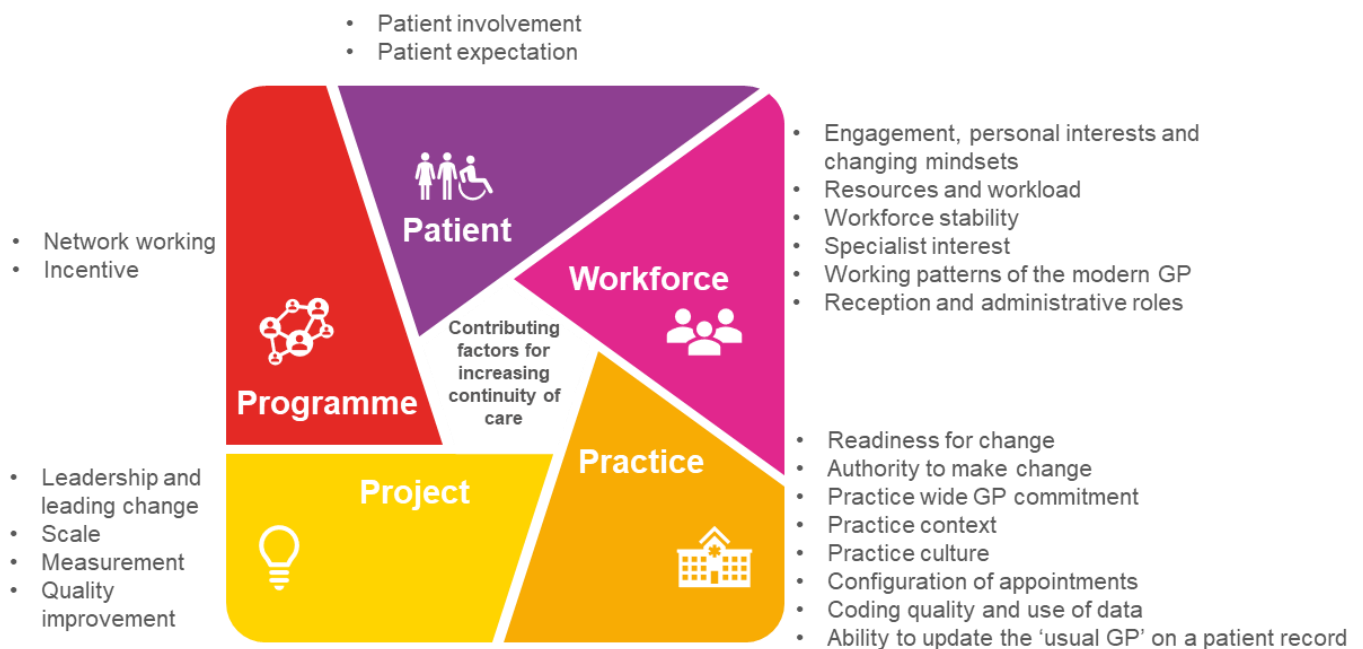 • Patient involvement
• Patient expectation
Patient
• Engagement, personal interests and
changing mindsets
• Resources and workload
• Workforce stability
• Specialist interest
• Working patterns of the modern GP
• Reception and administrative roles
Workforce
• Network working
• Incentive
Programme
Contributing
factors for
increasing
continuity of
care
Practice
• Readiness for change
• Authority to make change
• Practice wide GP commitment
• Practice context
• Practice culture
• Configuration of appointments
• Coding quality and use of data
• Ability to update the ‘usual GP’ on a patient record
Project
• Leadership and
leading change
• Scale
• Measurement
• Quality
improvement